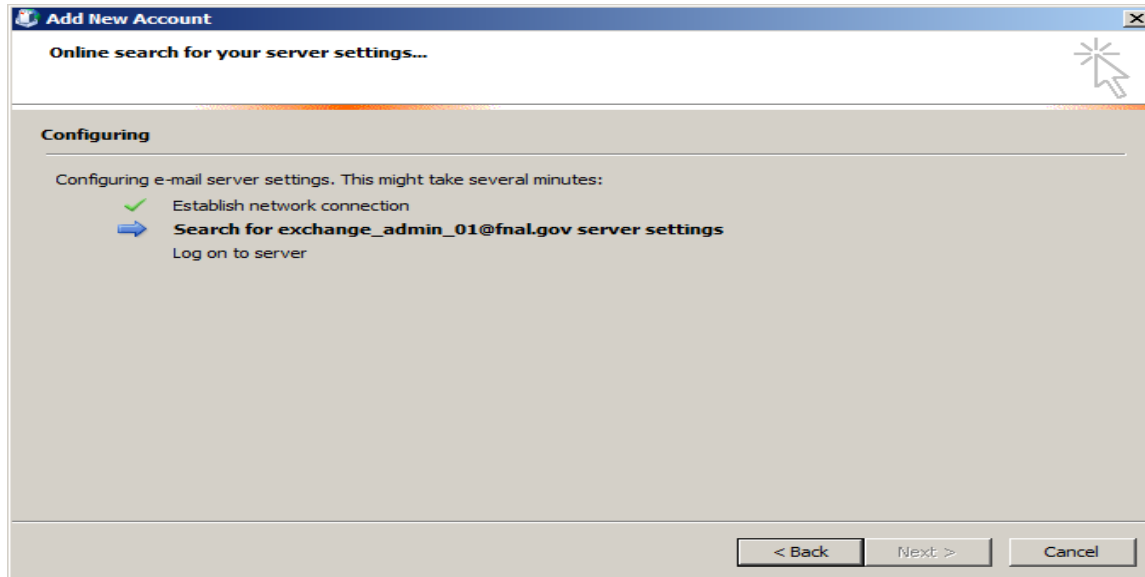 Add New Account
Online search for your server settings...
Configuring
Configuring e-mail server settings. This might take several minutes:
Establish network connection
Search for exchange_admin_01@fnal.gov server settings
Log on to server
< Back
Next >
Cancel